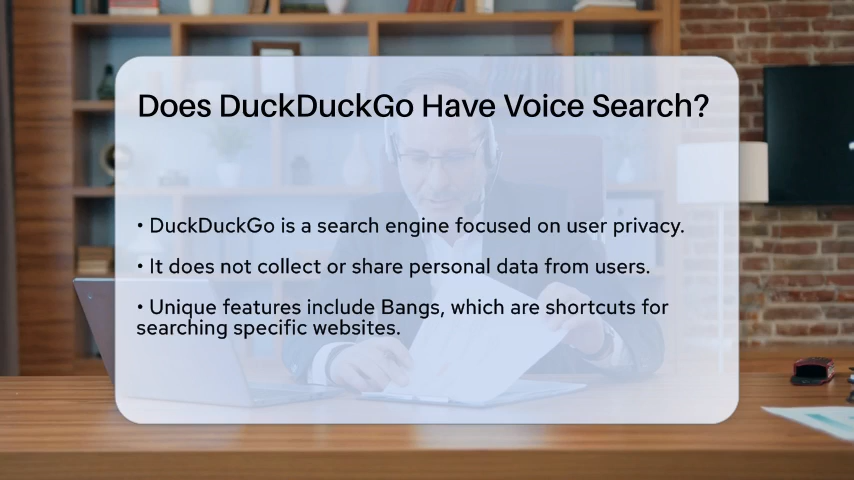 Does DuckDuckGo Have Voice Search?
• DuckDuckGo is a search engine focused on user privacy.
• It does not collect or share personal data from users.
• Unique features include Bangs, which are shortcuts for
searching specific websites.